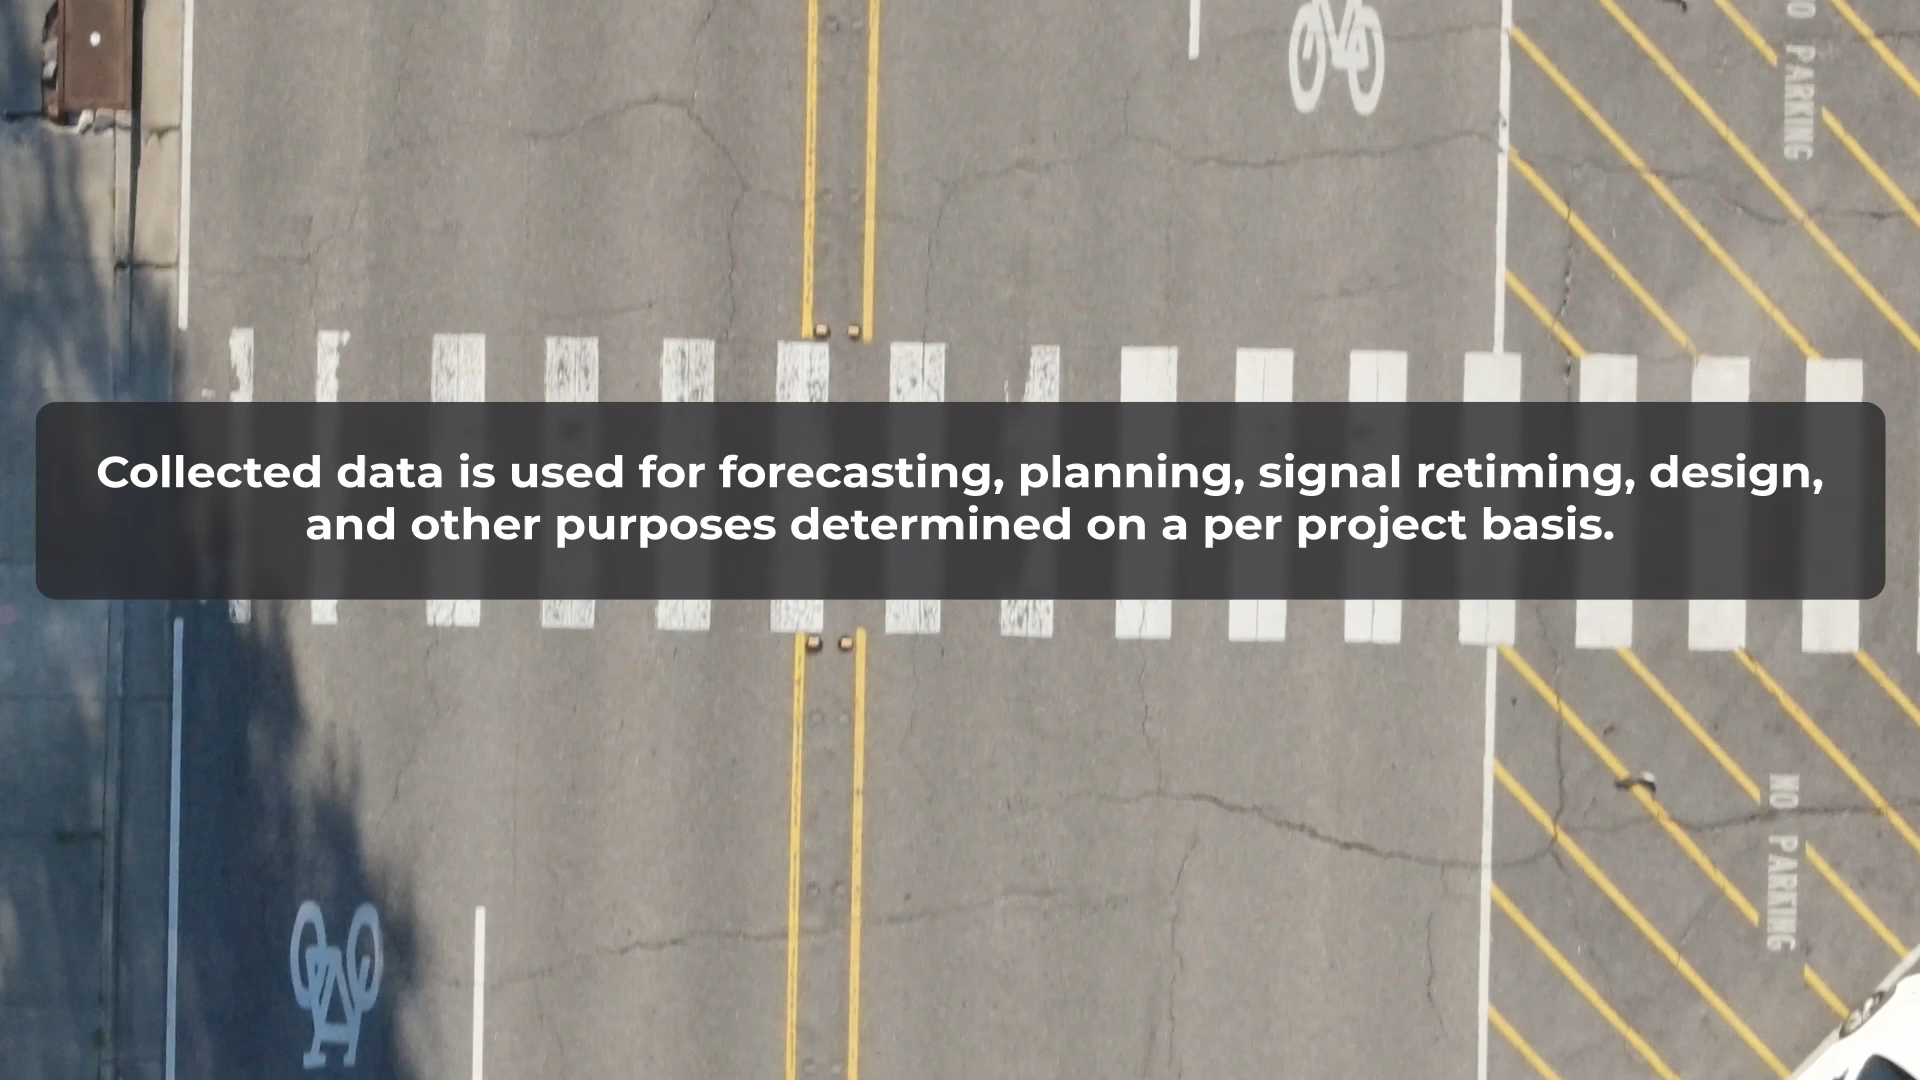 NO PARKING
Collected data is used for forecasting, planning, signal retiming, design,
and other purposes determined on a per project basis.
NO PARKING